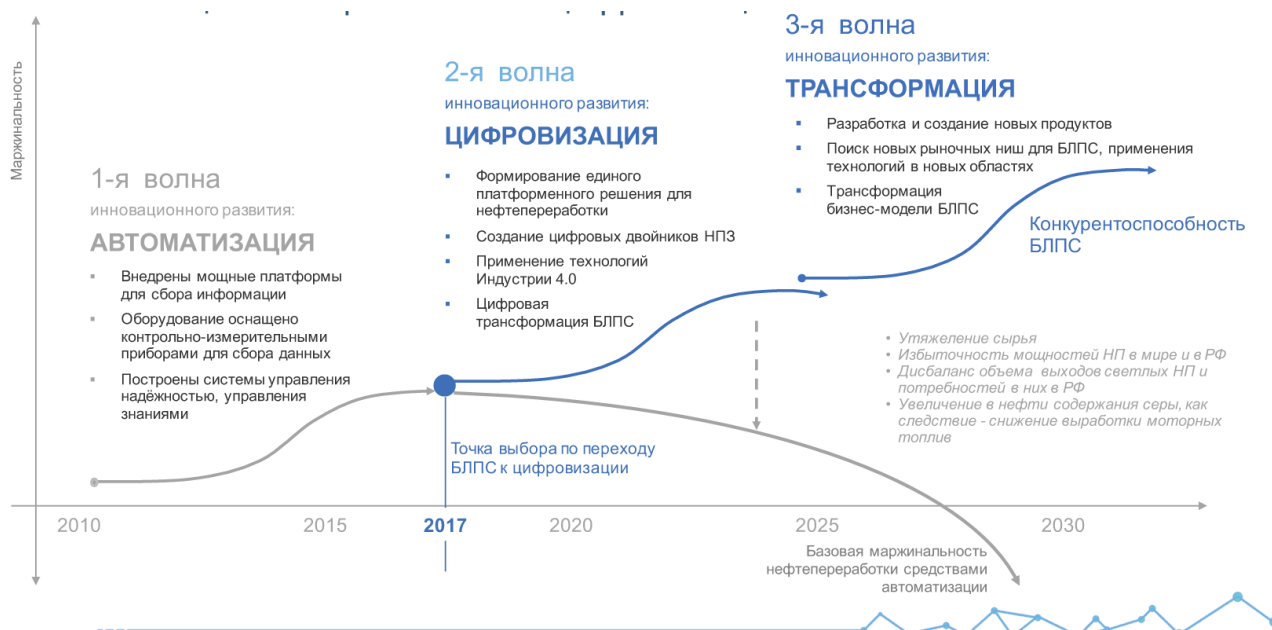 Маржинальность
1-я волна
инновационного развития:
АВТОМАТИЗАЦИЯ
Внедрены мощные платформы
для сбора информации
Оборудование оснащено
контрольно-измерительными
приборами для сбора данных
Построены системы управления
надёжностью, управления
знаниями
2-я волна
инновационного развития:
ЦИФРОВИЗАЦИЯ
Формирование единого
платформенного решения для
нефтепереработки
Создание цифровых двойников НПЗ
Применение технологий
Индустрии 4.0
Цифровая
трансформация БЛПС
3-я волна
инновационного развития:
ТРАНСФОРМАЦИЯ
Разработка и создание новых продуктов
Поиск новых рыночных ниш для БЛПС, применения
технологий в новых областях
Трансформация
бизнес-модели БЛПС
Конкурентоспособность
БЛПС
• Утяжеление сырья
• Избыточность мощностей НП в мире и в РФ
• Дисбаланс объема выходов светлых НП и
потребностей в них в РФ
• Увеличение в нефти содержания серы, как
следствие - снижение выработки моторных
топлив
Точка выбора по переходу
БЛПС к цифровизации
2010
2015
2017
2020
2025
2030
Базовая маржинальность
нефтепереработки средствами
автоматизации